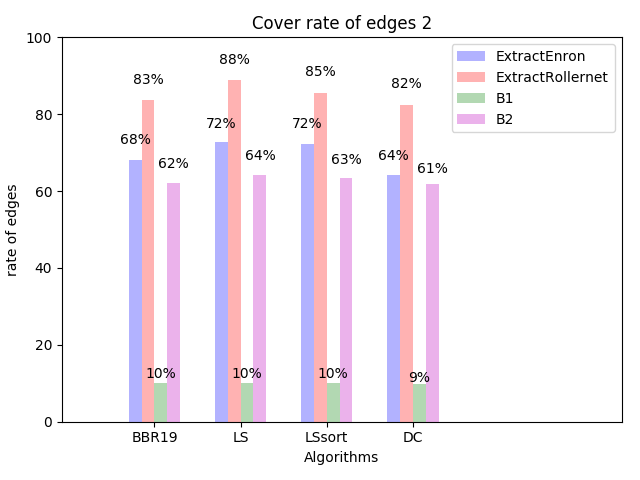 Cover rate of edges 2
100
80
60
40
20
0
rate of edges
ExtractEnron
ExtractRollernet
B1
B2
68%
83%
10%
62%
72%
88%
10%
64%
72%
85%
10%
63%
64%
82%
9%
61%
BBR19
LS
LSsort
DC
Algorithms